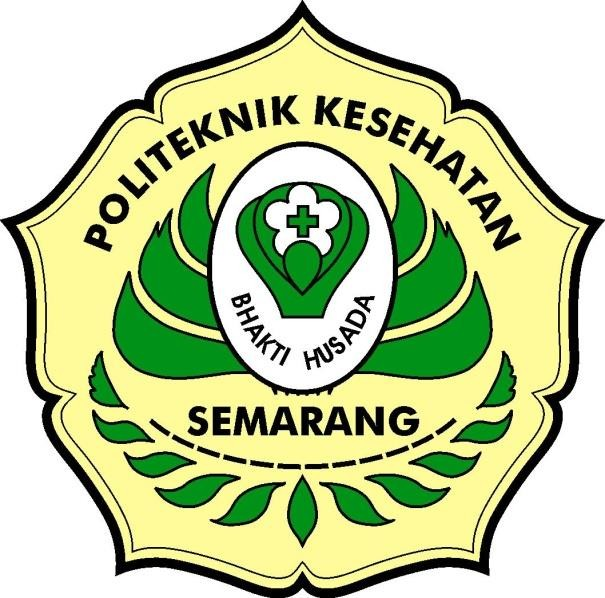 POLITEKNIK KESEHATAN
BHAKTI HUSADA
SEMARANG